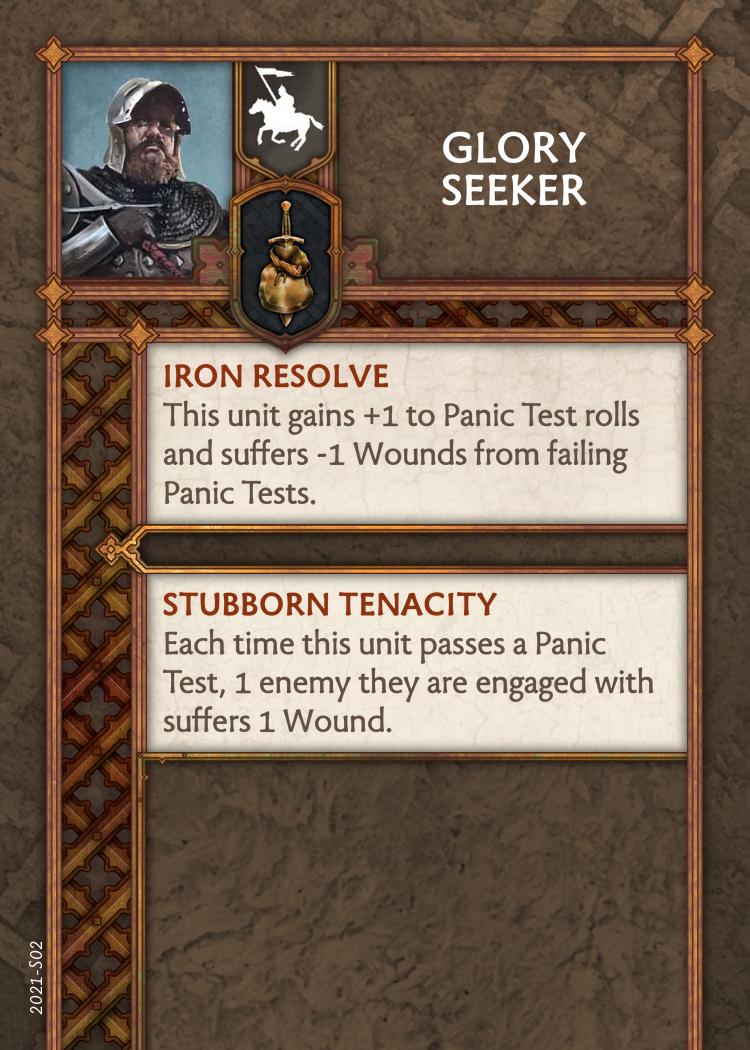 GLORY
SEEKER
IRON RESOLVE
This unit gains +1 to Panic Test rolls
and suffers -1 Wounds from failing
Panic Tests.
STUBBORN TENACITY
Each time this unit passes a Panic
Test, 1 enemy they are engaged with
suffers 1 Wound.
2021-S02